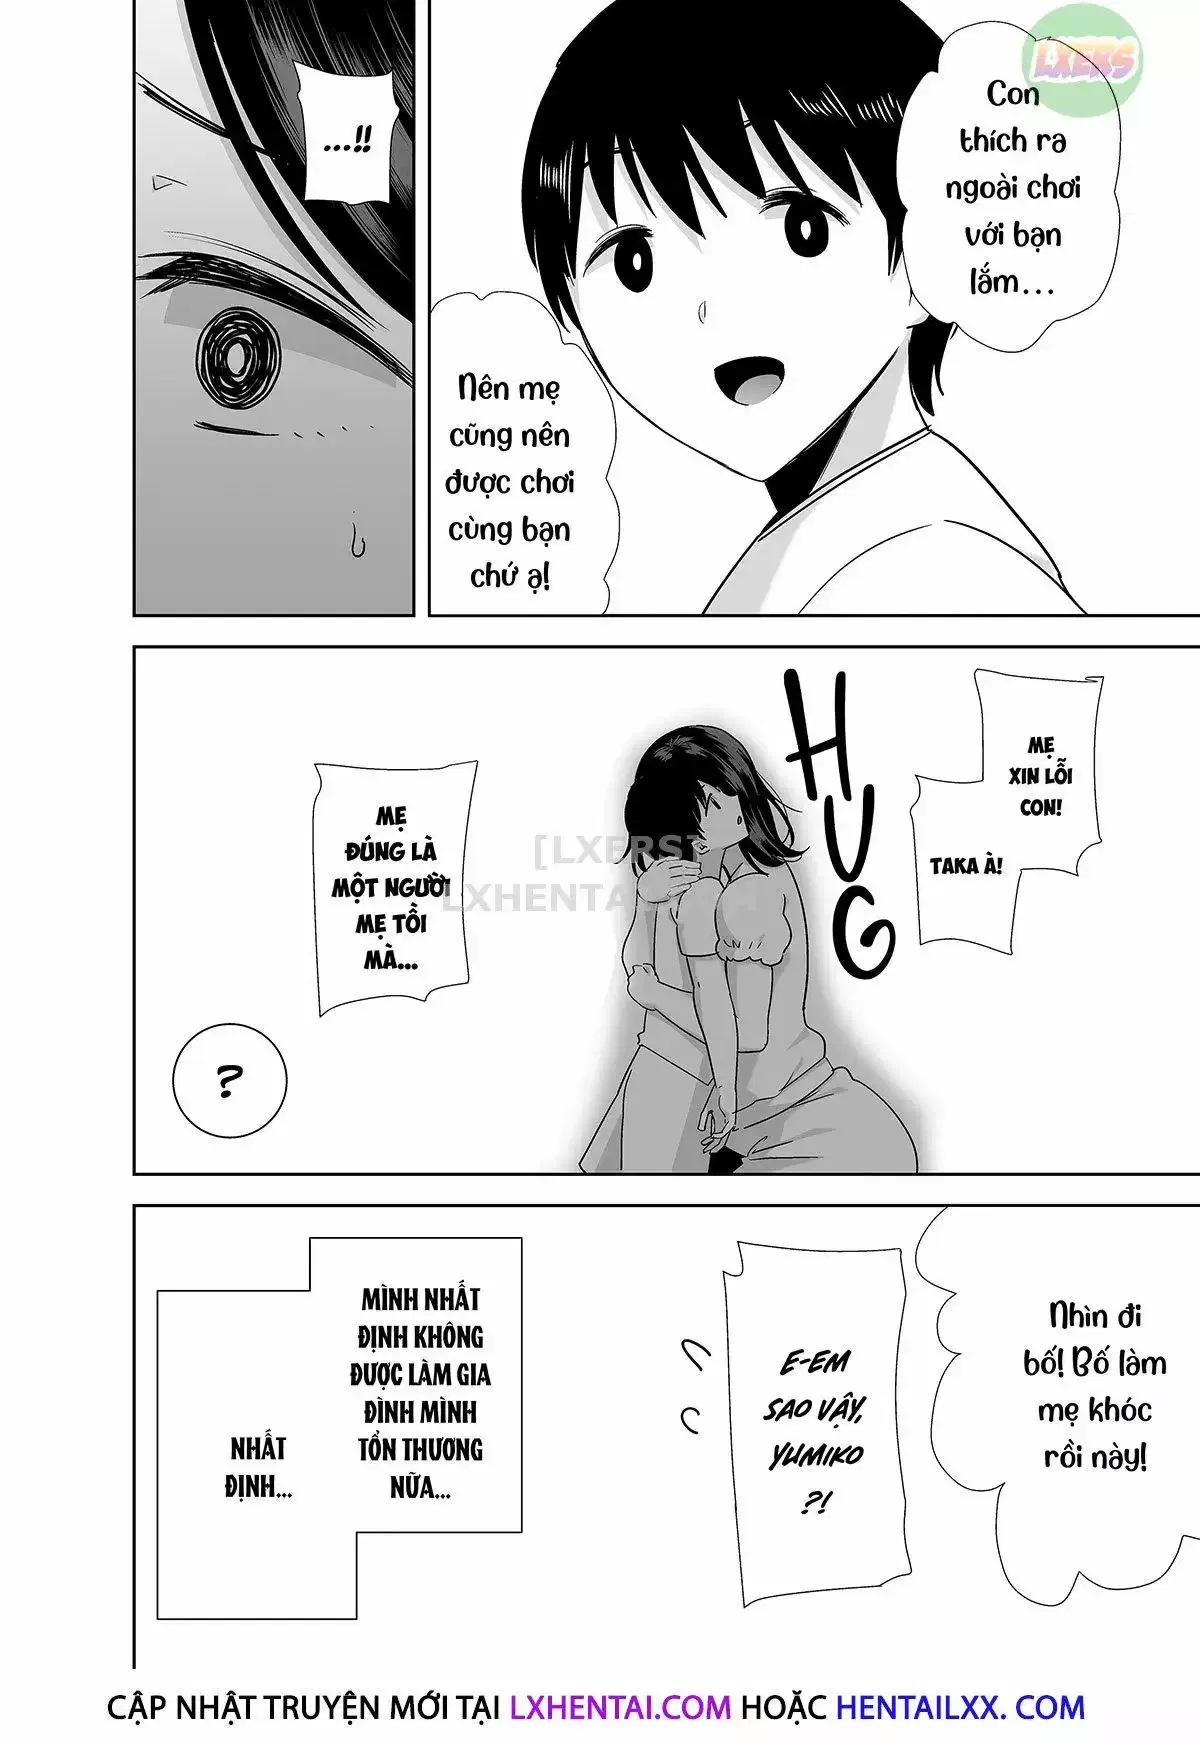 LXERS
Con
thích ra
ngoài chơi
với bạn
lắm...
Nên mẹ
cũng nên
được chơi
cùng bạn
chứ ạ!
...!!
MẸ
XIN LỖI
CON!
TAKA À!
HUG
MẸ
ĐÚNG LÀ
MỘT NGƯỜI
MẸ TỒI
MÀ...
[LXERS]
?
Nhìn đi
bố! Bố làm
mẹ khóc
rồi này!
E-EM
SAO VẬY,
YUMIKO
?!
MÌNH NHẤT
ĐỊNH KHÔNG
ĐƯỢC LÀM GIA
ĐÌNH MÌNH
TỔN THƯƠNG
NỮA...
NHẤT
ĐỊNH...
CẬP NHẬT TRUYỆN MỚI TẠI LXHENTAI.COM HOẶC HENTAILXX. COM